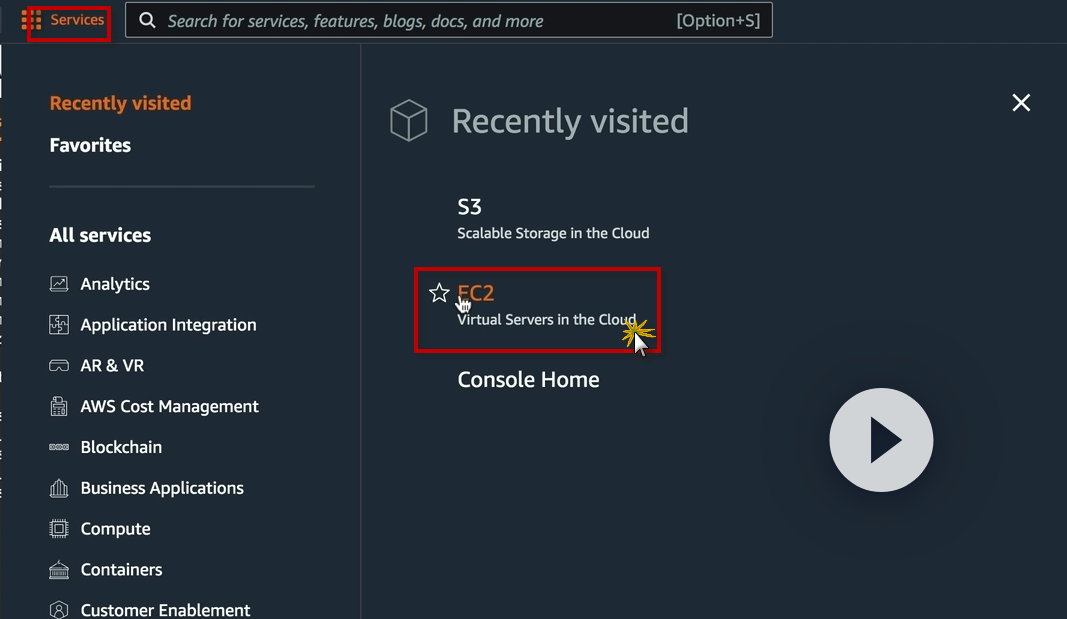 Services
Search for services, features, blogs, docs, and more [Option+S]
Recently visited
Favorites
All services
Analytics
Application Integration
AR & VR
AWS Cost Management
Blockchain
Business Applications
Compute
Containers
Customer Enablement
Recently visited
S3
Scalable Storage in the Cloud
EC2
Virtual Servers in the Cloud
Console Home